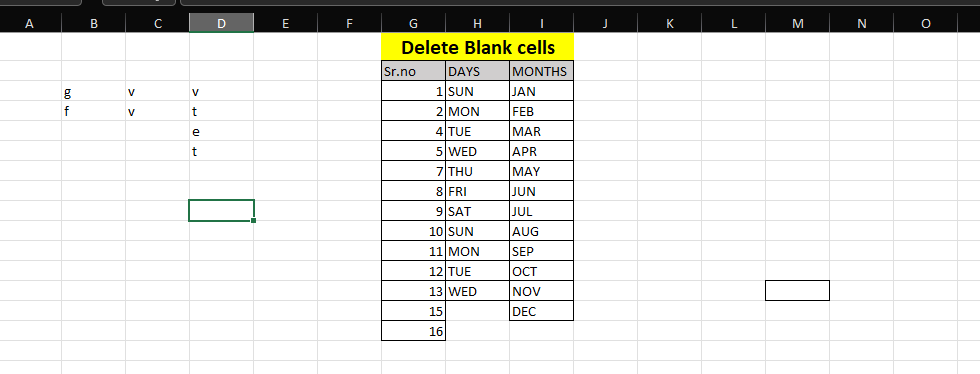 A B C D E F G H I J K L M N O
Delete Blank cells
Sr.no DAYS MONTHS
g v v 1 SUN JAN
f v t 2 MON FEB
e 4 TUE MAR
t 5 WED APR
7 THU MAY
8 FRI JUN
9 SAT JUL
10 SUN AUG
11 MON SEP
12 TUE OCT
13 WED NOV
15 DEC
16